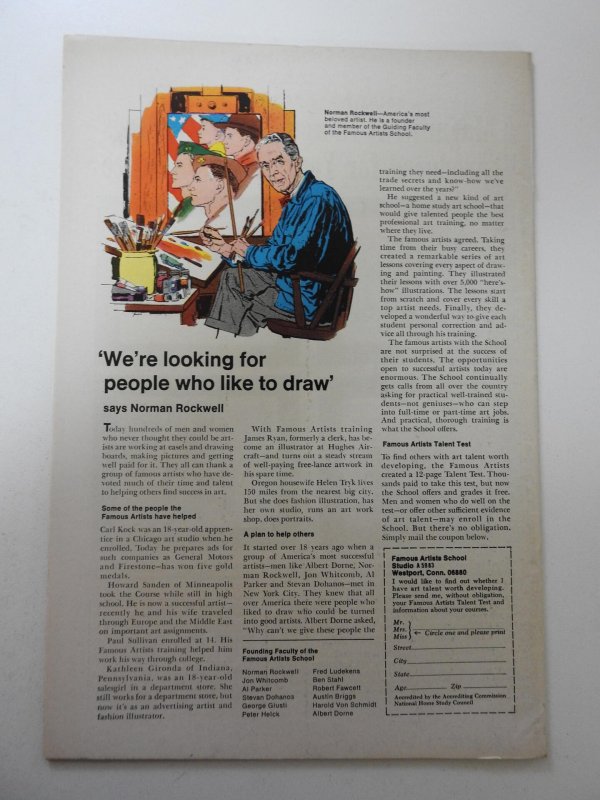 Norman Rockwell—America's most
beloved artist. He is a founder
and member of the Guiding Faculty
of the Famous Artists School.
'We're looking for
people who like to draw'
says Norman Rockwell
Today hundreds of men and women
who never thought they could be art-
ists are working at easels and drawing
boards, making pictures and getting
well paid for it. They all can thank a
group of famous artists who have de-
voted much of their time and talent
to helping others find success in art.
Some of the people the
Famous Artists have helped
Carl Kock was an 18-year-old appren-
tice in a Chicago art studio when he
enrolled. Today he prepares ads for
such companies as General Motors
and Firestone—has won five gold
medals.
Howard Sanden of Minneapolis
took the Course while still in high
school. He is now a successful artist—
recently he and his wife traveled
through Europe and the Middle East
on important art assignments.
Paul Sullivan enrolled at 14. His
Famous Artists training helped him
work his way through college.
Kathleen Gironda of Indiana,
Pennsylvania, was an 18-year-old
salesgirl in a department store. She
still works for a department store, but
now it's as an advertising artist and
fashion illustrator.
With Famous Artists training
James Ryan, formerly a clerk, has be-
come an illustrator at Hughes Air-
craft—and turns out a steady stream
of well-paying free-lance artwork in
his spare time.
Oregon housewife Helen Tryk lives
150 miles from the nearest big city.
But she does fashion illustration, has
her own studio, runs an art work
shop, does portraits.
A plan to help others
It started over 18 years ago when a
group of America's most successful
artists—men like Albert Dorne, Nor-
man Rockwell, Jon Whitcomb, Al
Parker and Stevan Dohanos—met in
New York City. They knew that all
over America there were people who
liked to draw who could be turned
into good artists. Albert Dorne asked,
"Why can't we give these people the
Founding Faculty of the
Famous Artists School
Norman Rockwell
Jon Whitcomb
Al Parker
Stevan Dohanos
George Giusti
Peter Helck
Fred Ludekens
Ben Stahl
Robert Fawcett
Austin Briggs
Harold Von Schmidt
Albert Dorne
training they need—including all the
trade secrets and know-how we've
learned over the years?"
He suggested a new kind of art
school—a home study art school—that
would give talented people the best
professional art training, no matter
where they live.
The famous artists agreed. Taking
time from their busy careers, they
created a remarkable series of art
lessons covering every aspect of draw-
ing and painting. They illustrated
their lessons with over 5,000 "here's-
how" illustrations. The lessons start
from scratch and cover every skill a
top artist needs. Finally, they de-
veloped a wonderful way to give each
student personal correction and ad-
vice all through his training.
The famous artists with the School
are not surprised at the success of
their students. The opportunities
open to successful artists today are
enormous. The School continually
gets calls from all over the country
asking for practical well-trained stu-
dents—not geniuses—who can step
into full-time or part-time art jobs.
And practical, thorough training is
what the School offers.
Famous Artists Talent Test
To find others with art talent worth
developing, the Famous Artists
created a 12-page Talent Test. Thou-
sands paid to take this test, but now
the School offers and grades it free.
Men and women who do well on the
test—or offer other sufficient evidence
of art talent—may enroll in the
School. But there's no obligation.
Simply mail the coupon below.
Famous Artists School
Studio
Westport, Conn. 06880
I would like to find out whether I
have art talent worth developing.
Please send me, without obligation,
your Famous Artists Talent Test and
information about your courses.
Mr.
Mrs. ← Circle one and please print
Miss
Street
City
State
Age Zip
Accredited by the Accrediting Commission
National Home Study Council